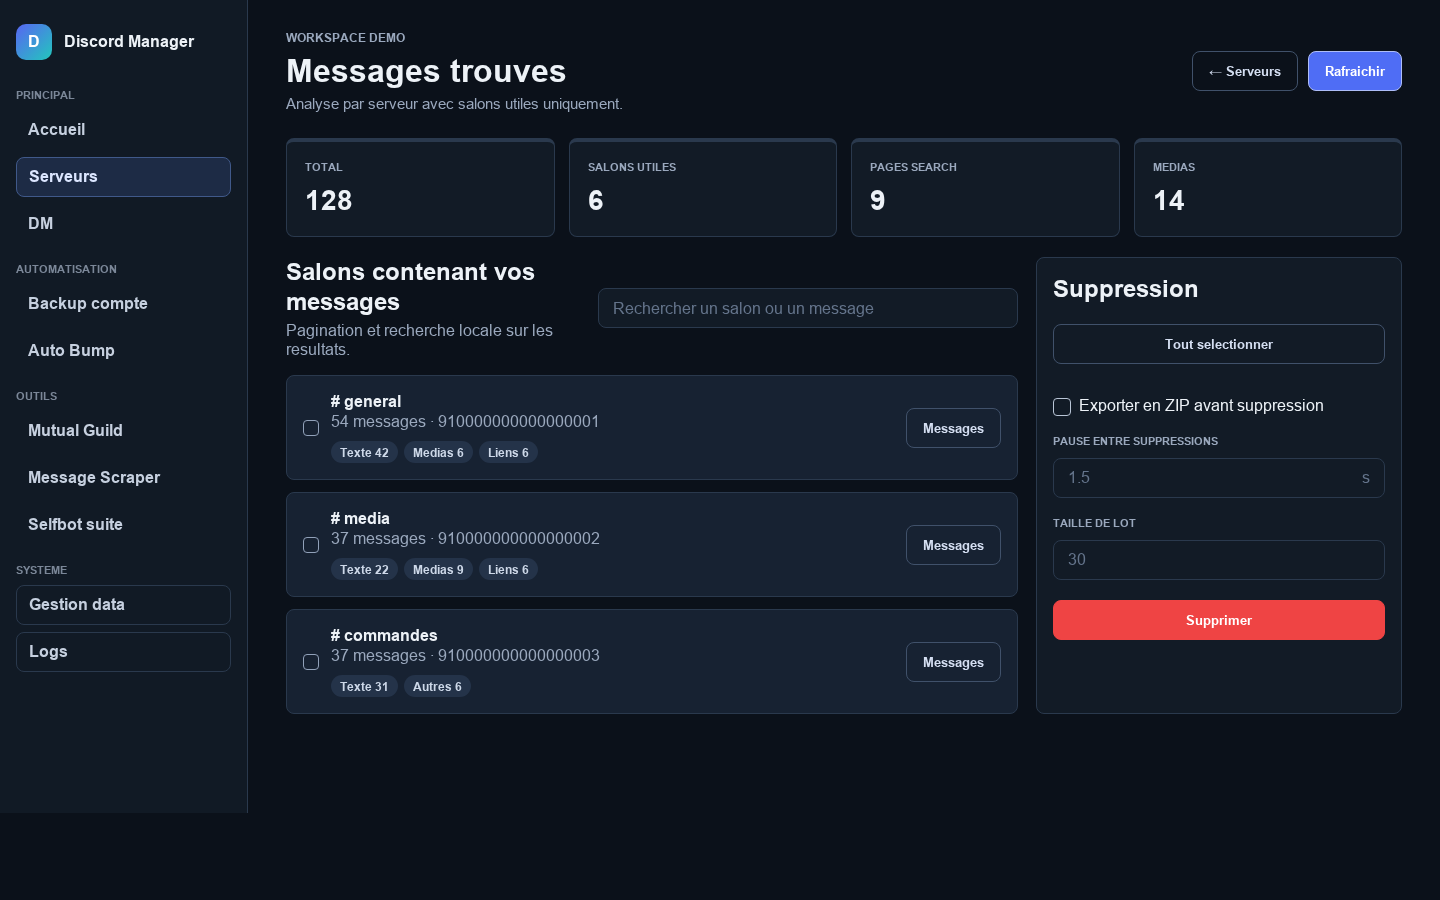 D
Discord Manager
PRINCIPAL
Accueil
Serveurs
DM
AUTOMATISATION
Backup compte
Auto Bump
OUTILS
Mutual Guild
Message Scraper
Selfbot suite
SYSTEME
Gestion data
Logs
WORKSPACE DEMO
Messages trouves
Analyse par serveur avec salons utiles uniquement.
← Serveurs
Rafraichir
TOTAL
128
SALONS UTILES
6
PAGES SEARCH
9
MEDIAS
14
Salons contenant vos
messages
Pagination et recherche locale sur les
resultats.
Rechercher un salon ou un message
# general
54 messages · 910000000000000001
Texte 42
Medias 6
Liens 6
Messages
# media
37 messages · 910000000000000002
Texte 22
Medias 9
Liens 6
Messages
# commandes
37 messages · 910000000000000003
Texte 31
Autres 6
Messages
Suppression
Tout selectionner
Exporter en ZIP avant suppression
PAUSE ENTRE SUPPRESSIONS
1.5 s
TAILLE DE LOT
30
Supprimer